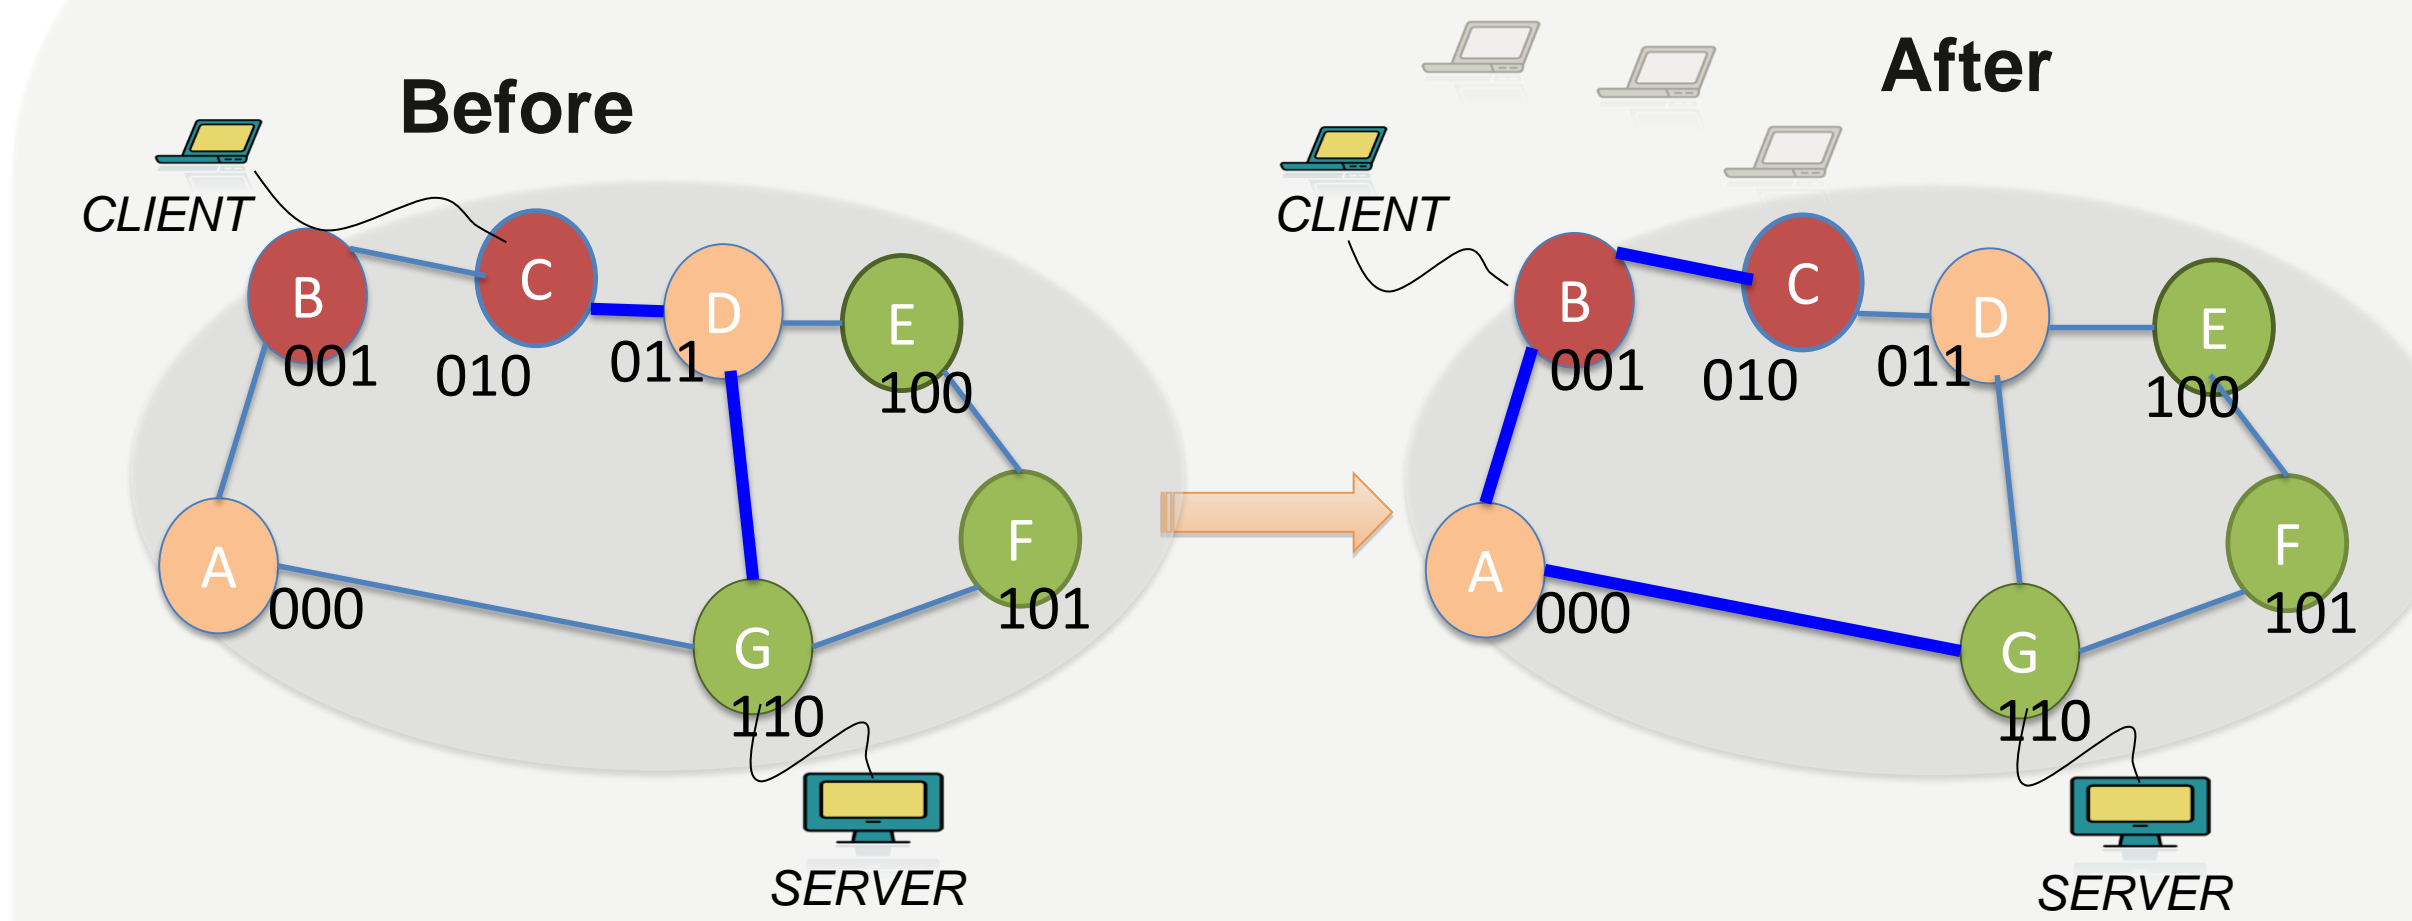 Before
CLIENT
B
001
C
010
D
011
E
100
A
000
F
101
G
110
SERVER
After
CLIENT
B
001
C
010
D
011
E
100
A
000
F
101
G
110
SERVER